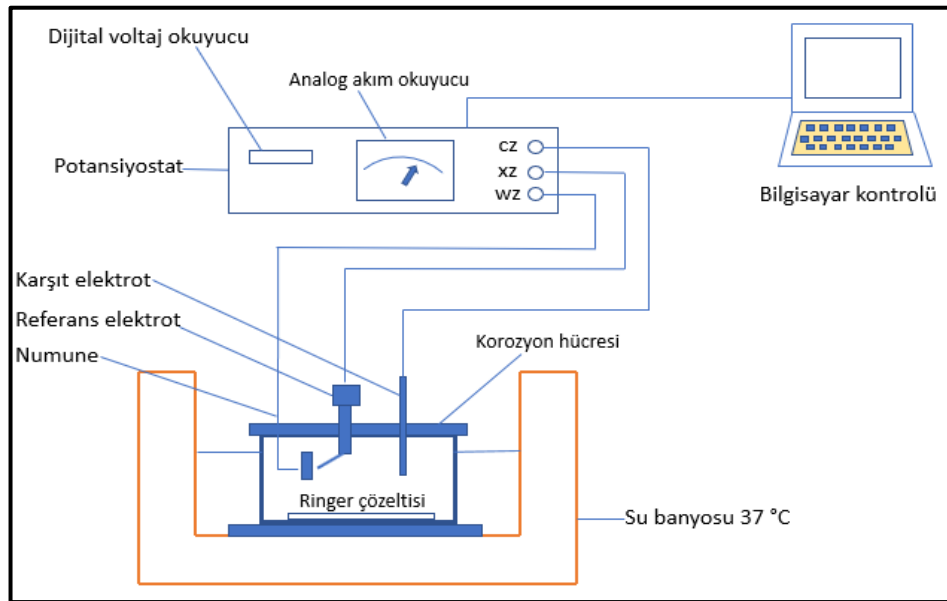 Dijital voltaj okuyucu
Analog akım okuyucu
Potansiyostat
CZ
XZ
WZ
Bilgisayar kontrolü
Karşıt elektrot
Referans elektrot
Numune
Korozyon hücresi
Ringer çözeltisi
Su banyosu 37 °C